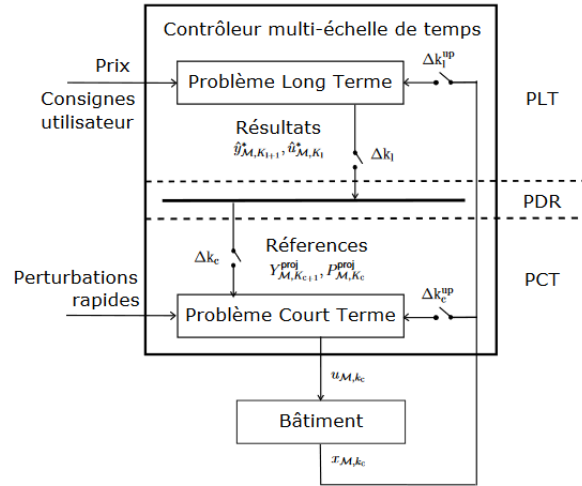 Contrôleur multi-échelle de temps
Prix
Δk_l^up
Problème Long Terme
Consignes
utilisateur
PLT
Résultats
ŷ*_{M,K_{l+1}}, û*_{M,K_l}
Δk_l
PDR
Δk_c
Réferences
Y^proj_{M,K_{c+1}}, P^proj_{M,K_c}
Perturbations
rapides
PCT
Δk_c^up
Problème Court Terme
u_{M,k_c}
Bâtiment
x_{M,k_c}